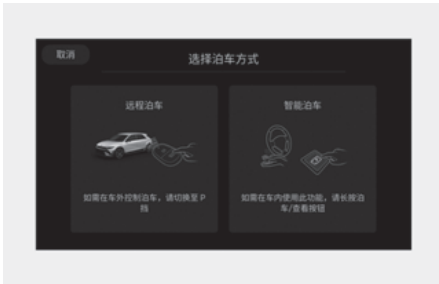 取消
选择泊车方式
远程泊车
智能泊车
如需在车外控制泊车，请切换至 P
挡
如需在车内使用此功能，请长按泊
车/查看按钮